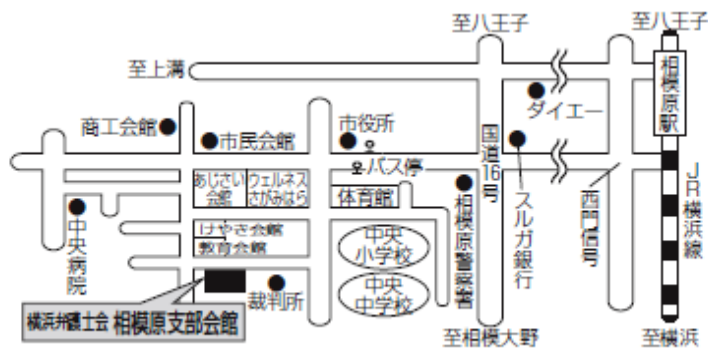 至八王子
至八王子
至上溝
相模原駅
ダイエー
商工会館
市民会館
市役所
国道16号
バス停
あじさい
会館
ウェルネス
さがみはら
体育館
相模原警察署
スルガ銀行
西門信号
JR横浜線
中央病院
けやき会館
教育会館
中央
小学校
中央
中学校
裁判所
横浜弁護士会 相模原支部会館
至相模大野
至横浜